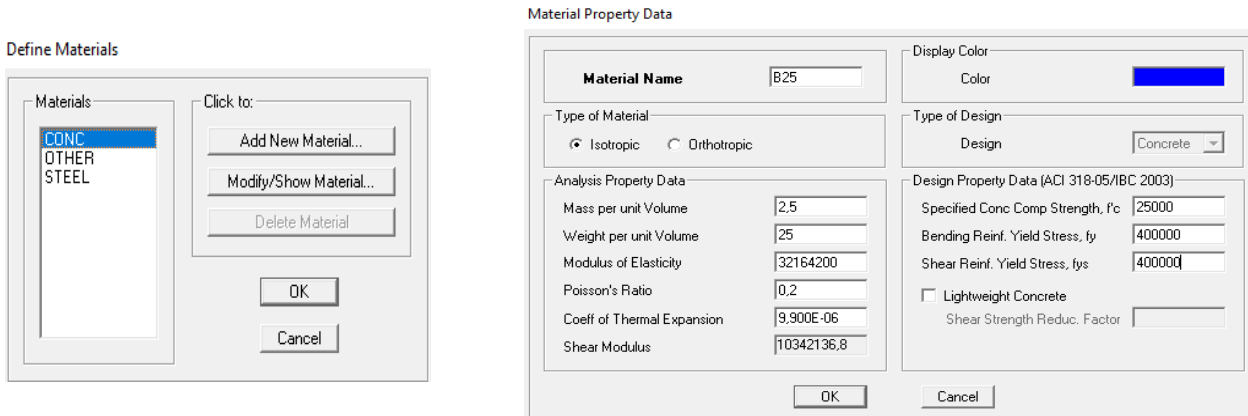 Define Materials
Materials
CONC
OTHER
STEEL
Click to:
Add New Material...
Modify/Show Material...
Delete Material
OK
Cancel
Material Property Data
Material Name B25
Display Color
Color
Type of Material
Isotropic Orthotropic
Type of Design
Design Concrete
Analysis Property Data
Mass per unit Volume 2,5
Weight per unit Volume 25
Modulus of Elasticity 32164200
Poisson's Ratio 0,2
Coeff of Thermal Expansion 9,900E-06
Shear Modulus 10342136,8
Design Property Data (ACI 318-05/IBC 2003)
Specified Conc Comp Strength, f'c 25000
Bending Reinf. Yield Stress, fy 400000
Shear Reinf. Yield Stress, fys 400000
Lightweight Concrete
Shear Strength Reduc. Factor
OK
Cancel